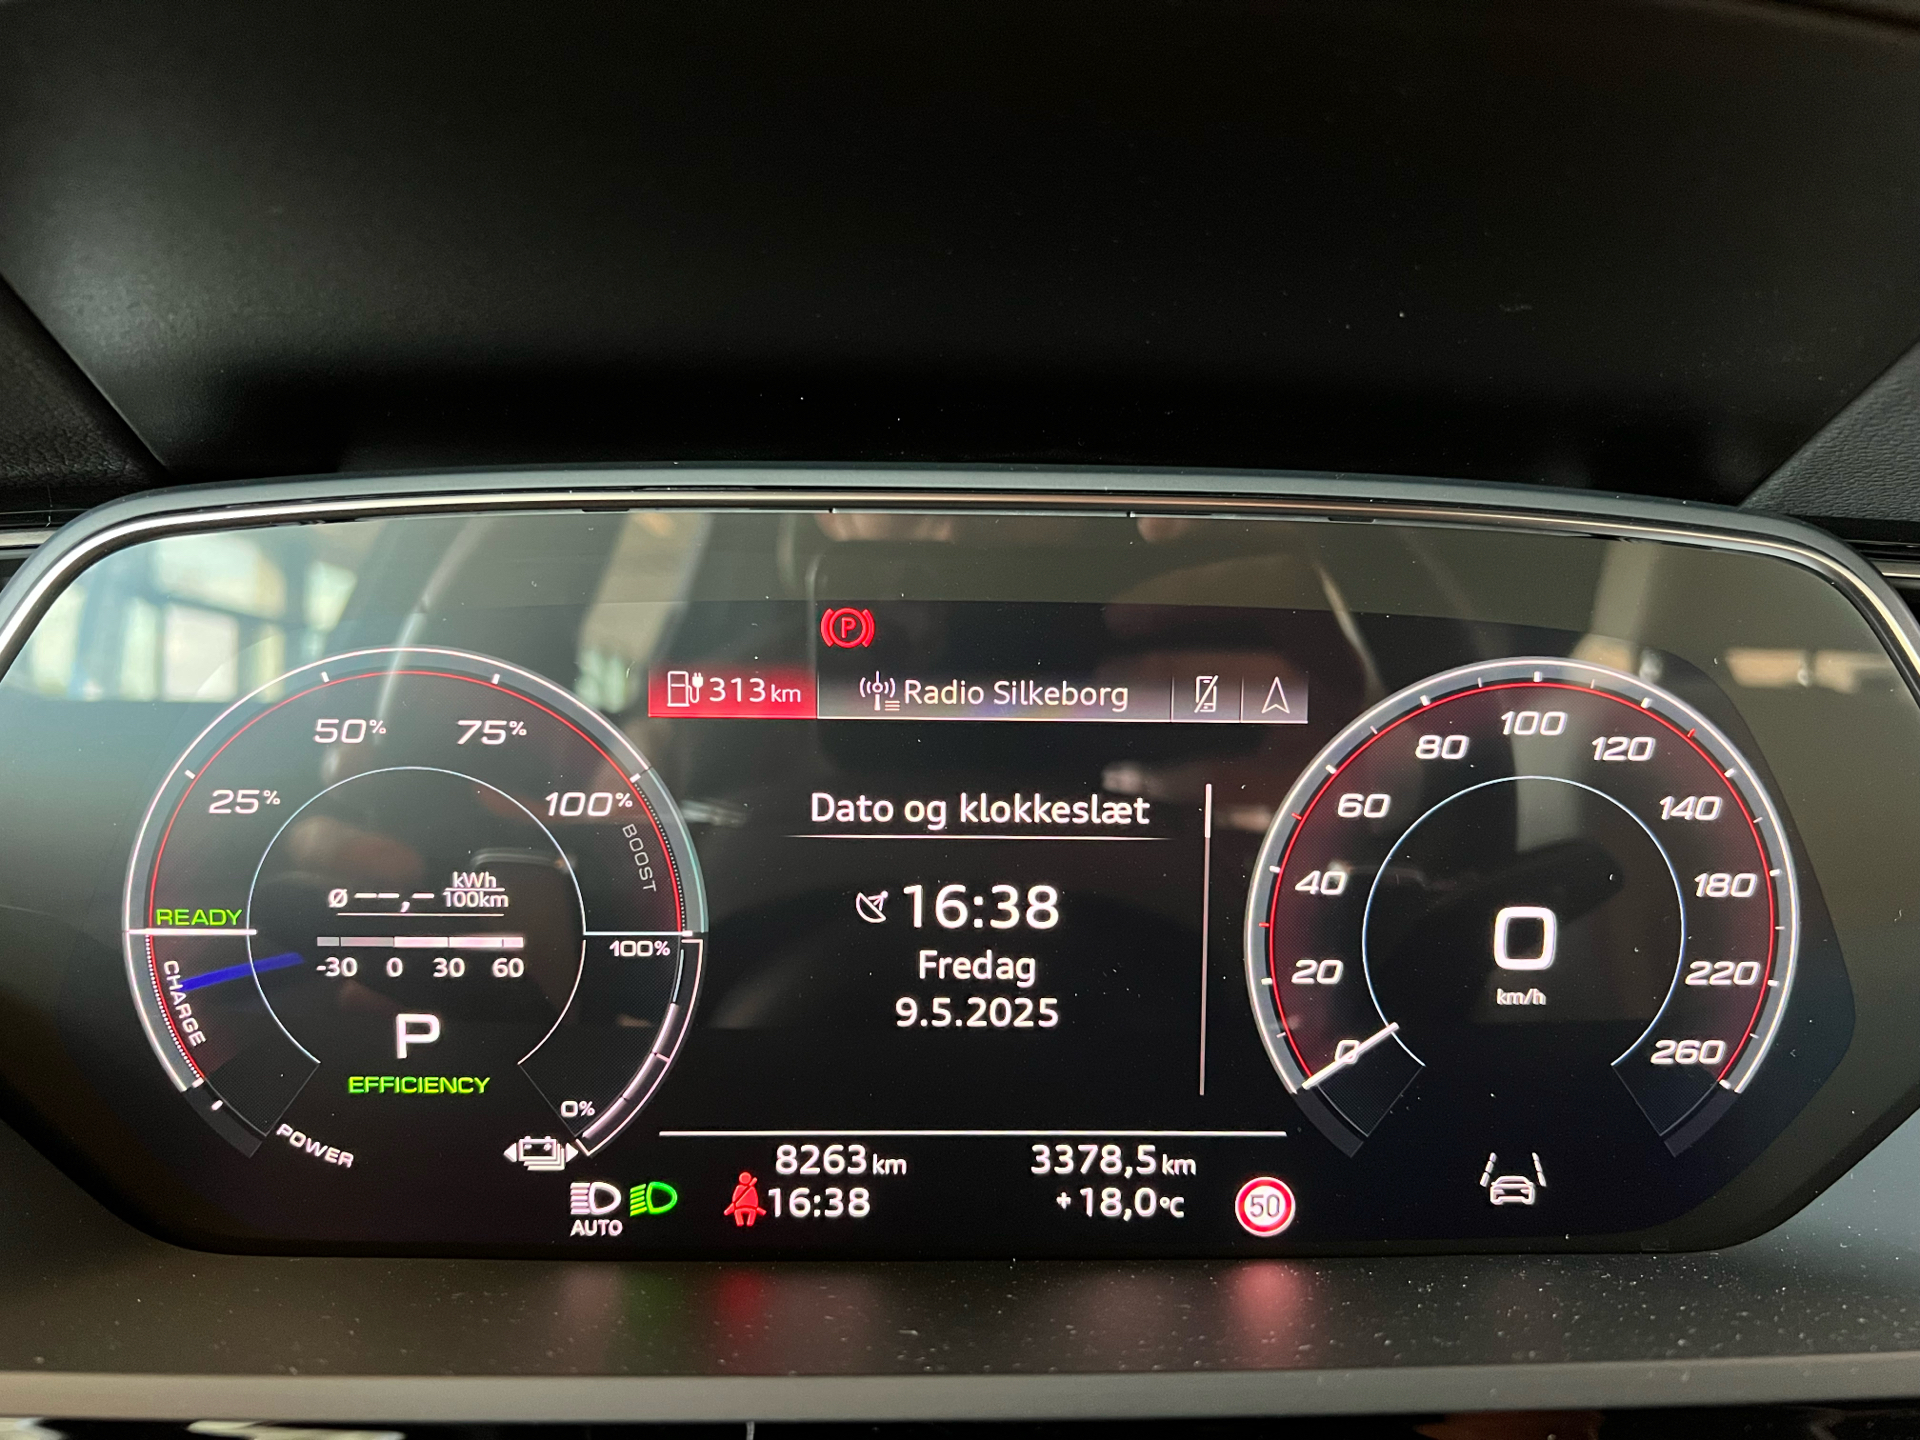 313 km
Radio Silkeborg
50%
75%
25%
100%
BOOST
READY
CHARGE
POWER
ø --,- kWh/100km
-30 0 30 60
P
EFFICIENCY
100%
0%
Dato og klokkeslæt
16:38
Fredag
9.5.2025
0
20
40
60
80
100
120
140
180
220
260
0
km/h
8263 km
3378,5 km
AUTO
16:38
+18,0 °C
50